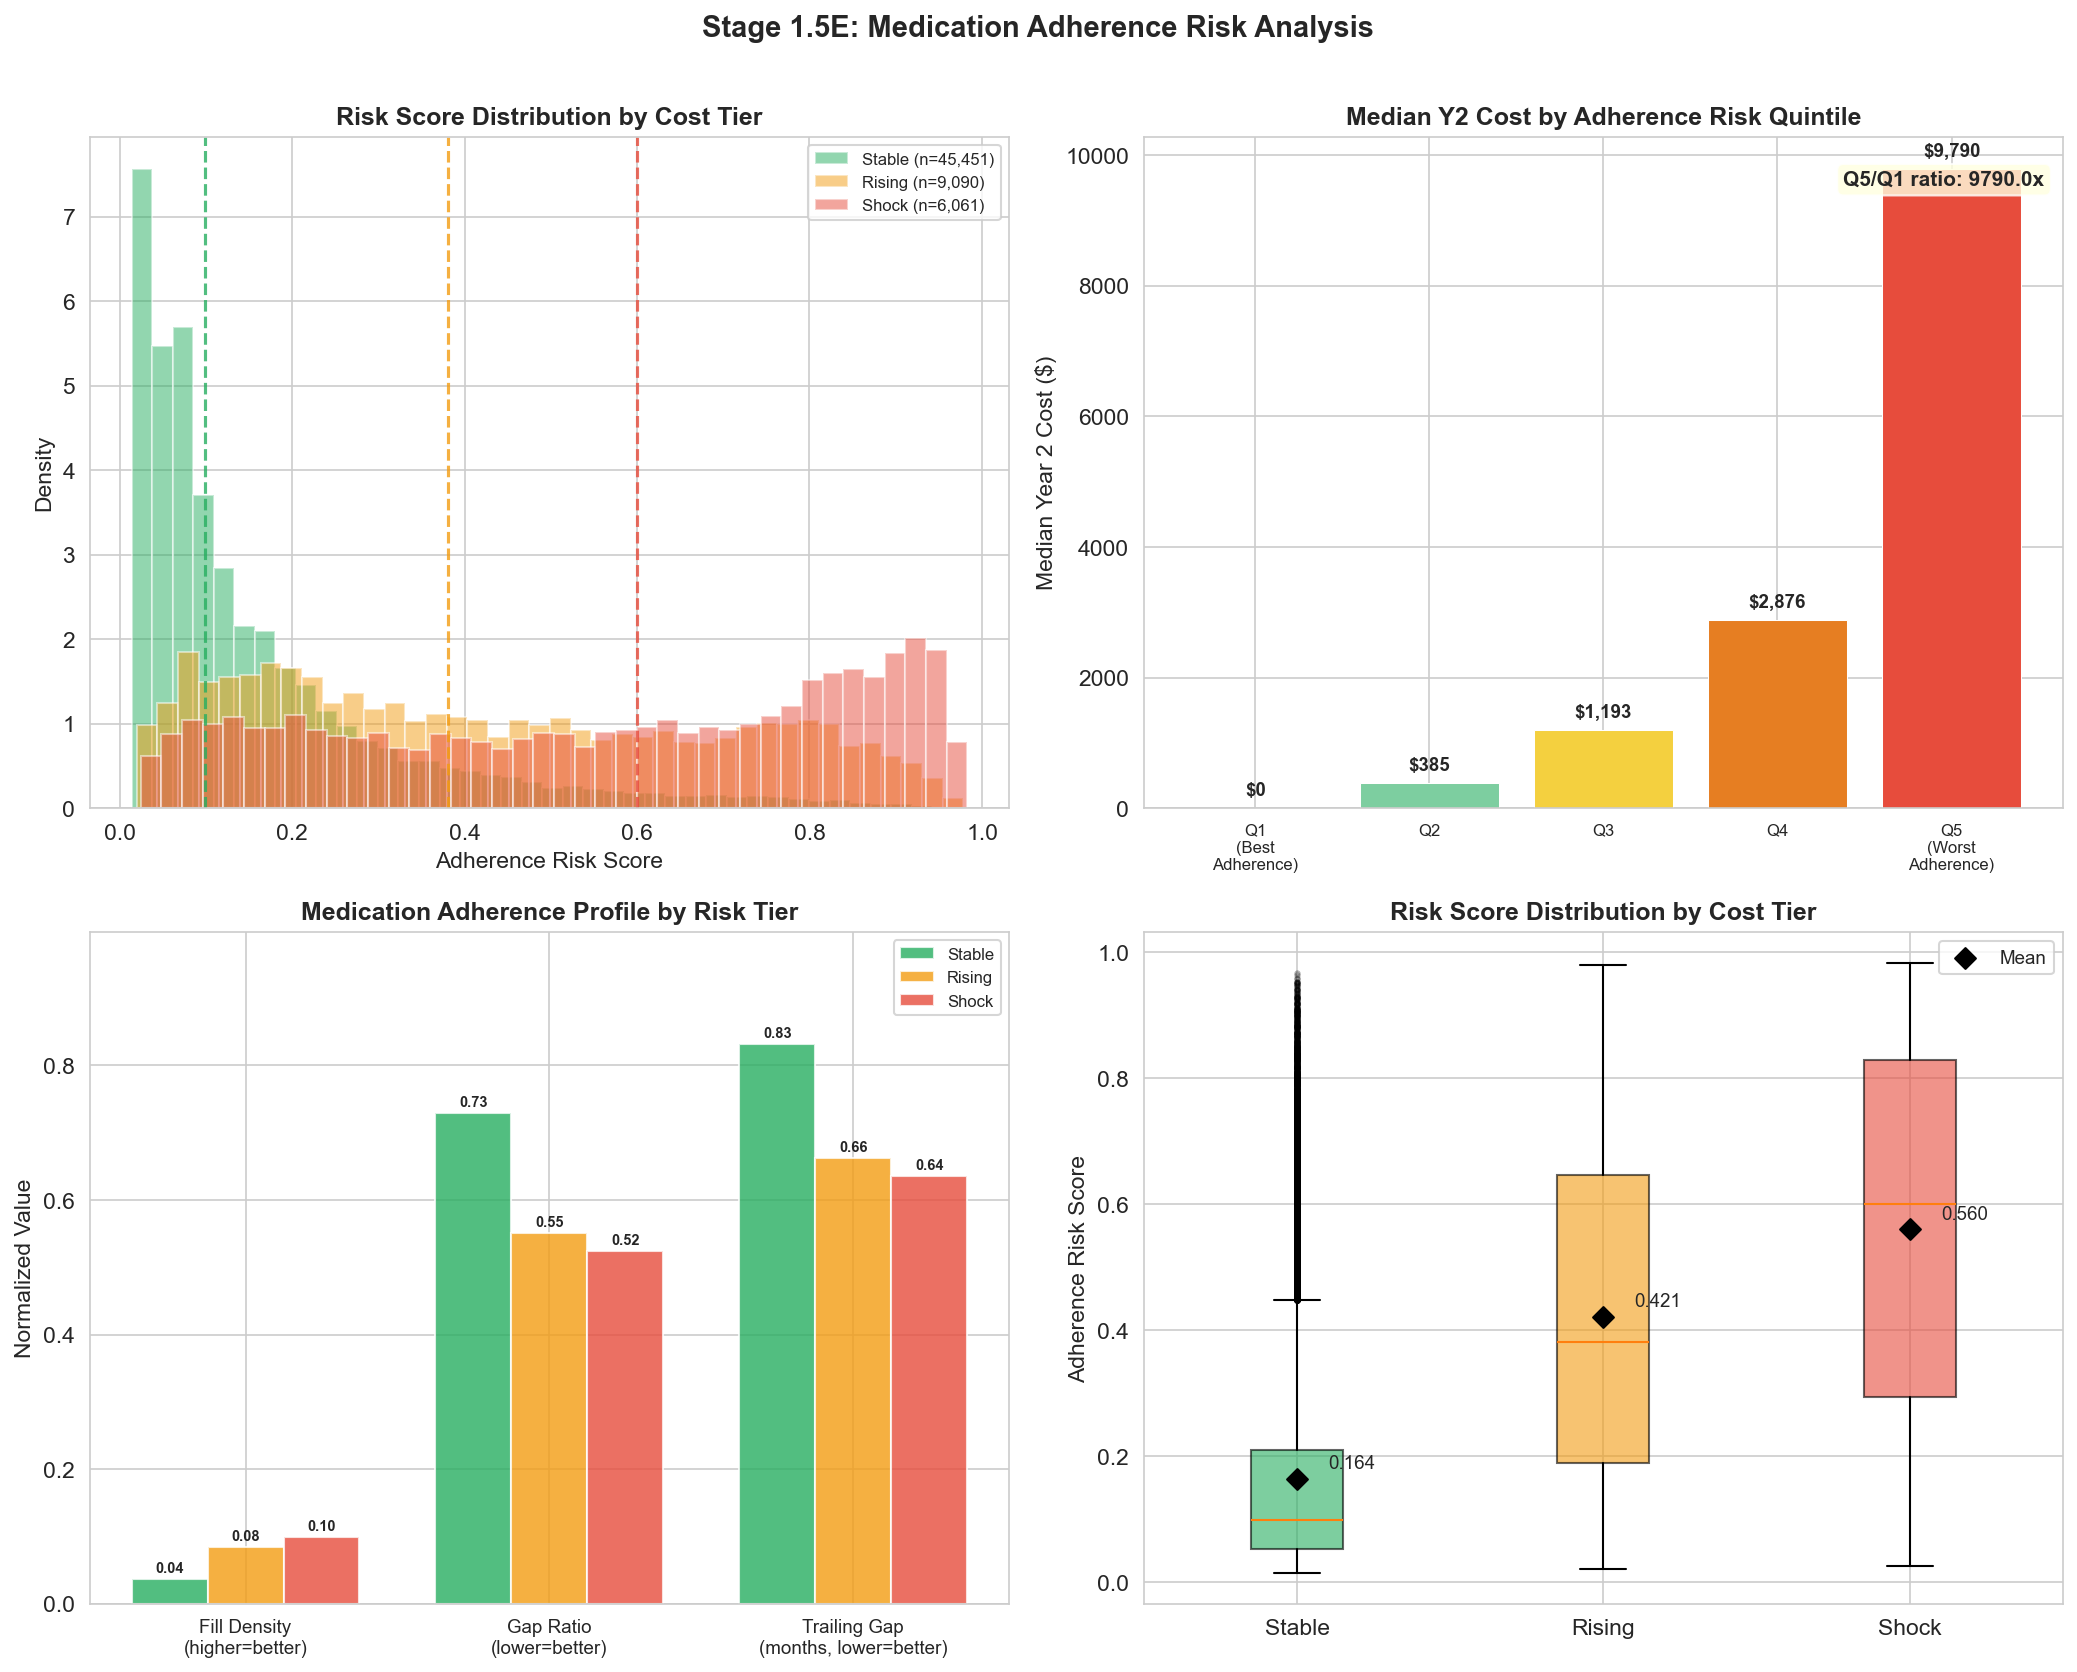 Stage 1.5E: Medication Adherence Risk Analysis
Risk Score Distribution by Cost Tier
Density
7
6
5
4
3
2
1
0
0.0 0.2 0.4 0.6 0.8 1.0
Adherence Risk Score
Stable (n=45,451)
Rising (n=9,090)
Shock (n=6,061)
Median Y2 Cost by Adherence Risk Quintile
Median Year 2 Cost ($)
10000
8000
6000
4000
2000
0
$0
$385
$1,193
$2,876
$9,790
Q5/Q1 ratio: 9790.0x
Q1
(Best
Adherence)
Q2
Q3
Q4
Q5
(Worst
Adherence)
Medication Adherence Profile by Risk Tier
Normalized Value
0.8
0.6
0.4
0.2
0.0
Stable
Rising
Shock
0.04
0.08
0.10
0.73
0.55
0.52
0.83
0.66
0.64
Fill Density
(higher=better)
Gap Ratio
(lower=better)
Trailing Gap
(months, lower=better)
Risk Score Distribution by Cost Tier
Adherence Risk Score
1.0
0.8
0.6
0.4
0.2
0.0
Mean
0.164
0.421
0.560
Stable
Rising
Shock